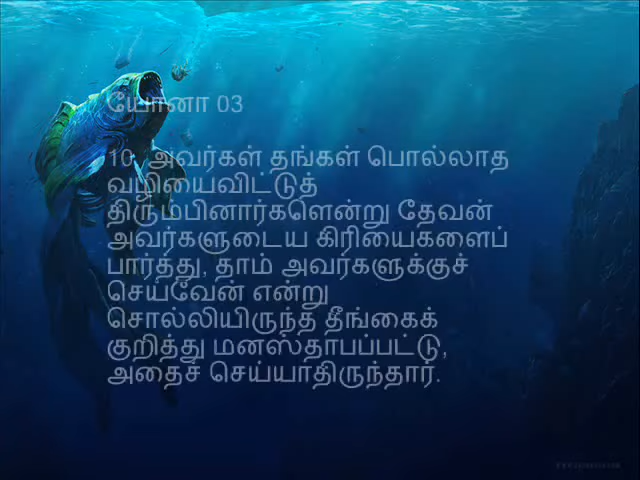 யோனா 03
10 அவர்கள் தங்கள் பொல்லாத
வழியைவிட்டுத்
திரும்பினார்களென்று தேவன்
அவர்களுடைய கிரியைகளைப்
பார்த்து, தாம் அவர்களுக்குச்
செய்வேன் என்று
சொல்லியிருந்த தீங்கைக்
குறித்து மனஸ்தாபப்பட்டு,
அதைச் செய்யாதிருந்தார்.